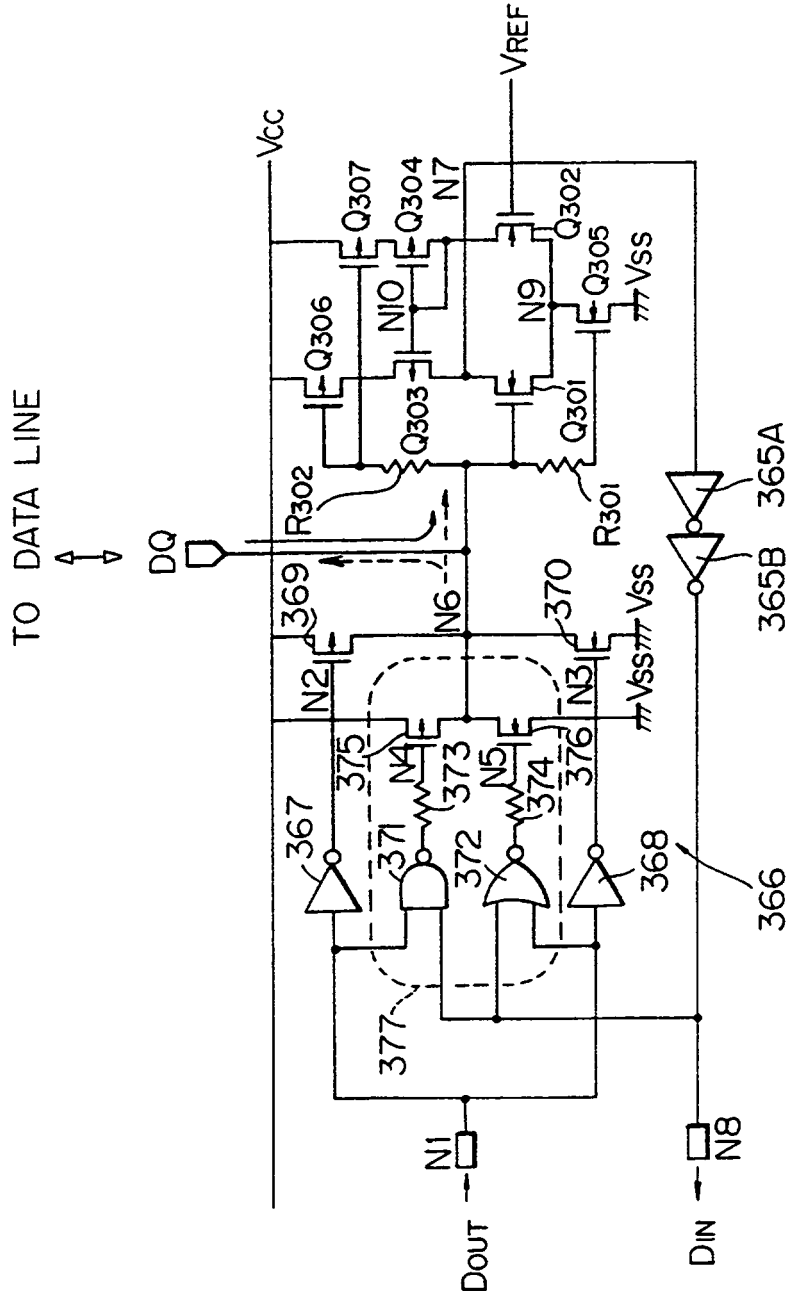 TO DATA LINE
DQ
VCC
369
N2
367
375
N4
371
373
377
N6
R302
Q306
Q307
Q303
N10
Q304
N7
VREF
N1
DOUT
372
N5
374
376
N3
370
368
VSS
VSS
366
Q301
R301
N9
Q302
Q305
VSS
365A
365B
N8
DIN